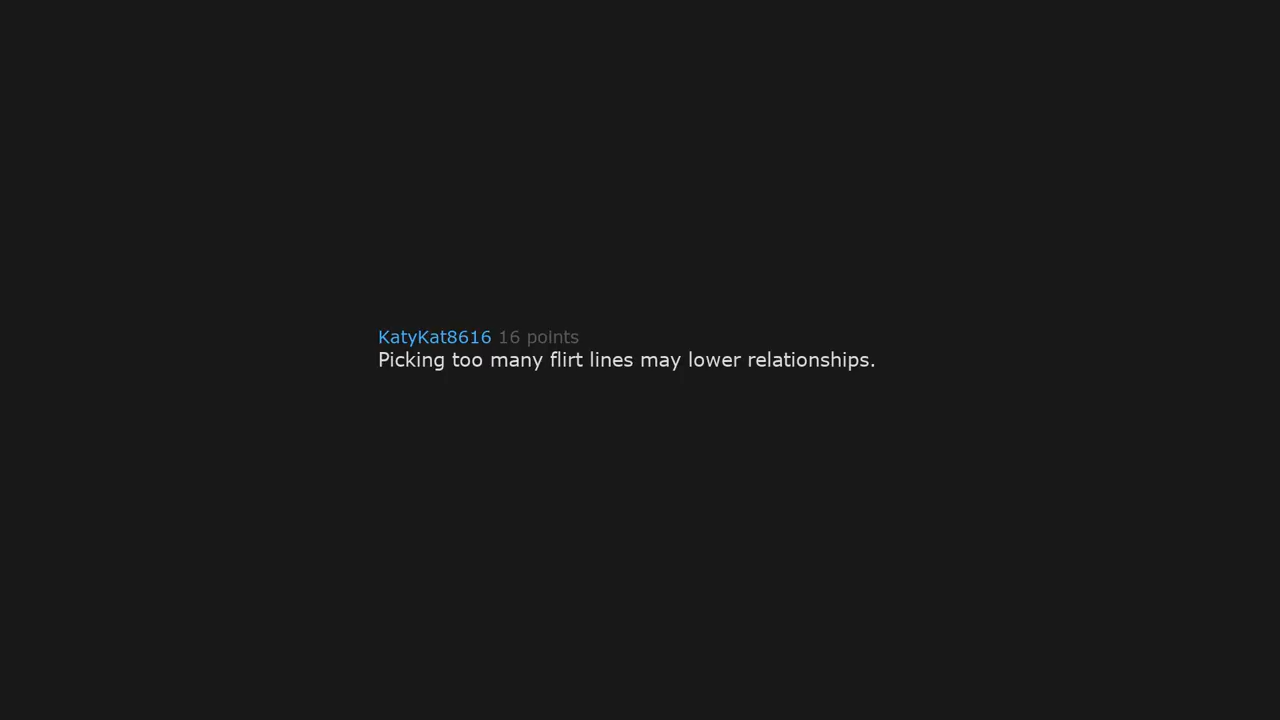 KatyKat8616 16 points
Picking too many flirt lines may lower relationships.